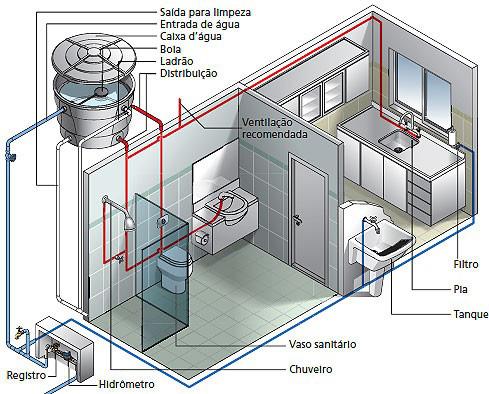 Saída para limpeza
Entrada de água
Caixa d'água
Boia
Ladrão
Distribuição
Ventilação
recomendada
Filtro
Pia
Tanque
Vaso sanitário
Chuveiro
Registro
Hidrômetro